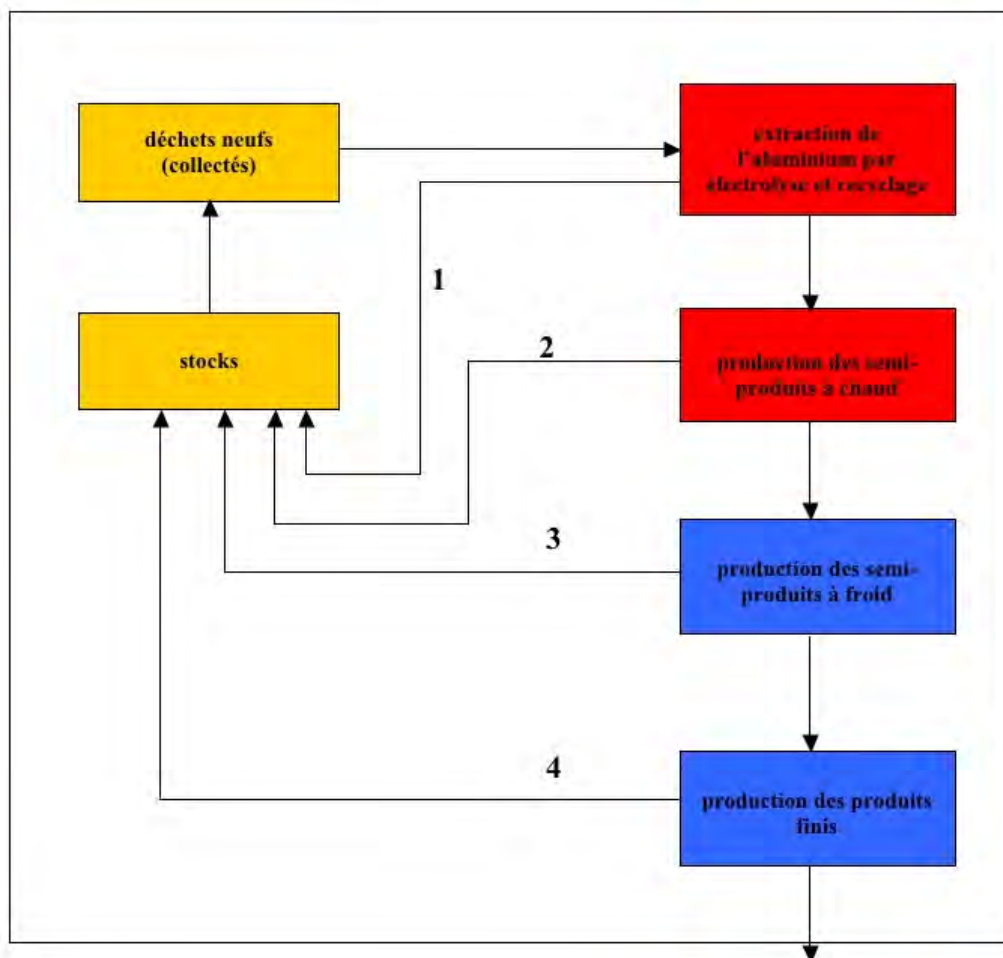 déchets neufs
(collectés)
extraction de
l'aluminium par
électrolyse et recyclage
1
stocks
2
production des semi-
produits à chaud
3
production des semi-
produits à froid
4
production des produits
finis